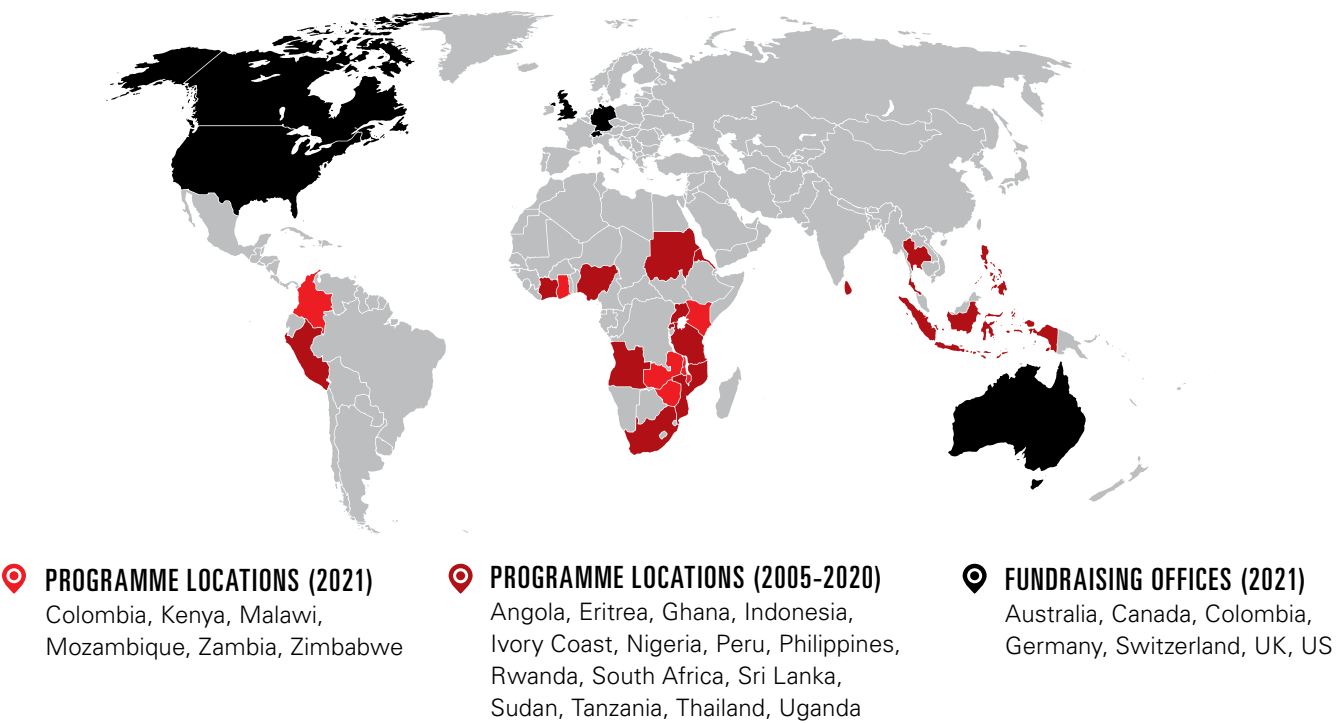 PROGRAMME LOCATIONS (2021)
Colombia, Kenya, Malawi,
Mozambique, Zambia, Zimbabwe
PROGRAMME LOCATIONS (2005-2020)
Angola, Eritrea, Ghana, Indonesia,
Ivory Coast, Nigeria, Peru, Philippines,
Rwanda, South Africa, Sri Lanka,
Sudan, Tanzania, Thailand, Uganda
FUNDRAISING OFFICES (2021)
Australia, Canada, Colombia,
Germany, Switzerland, UK, US